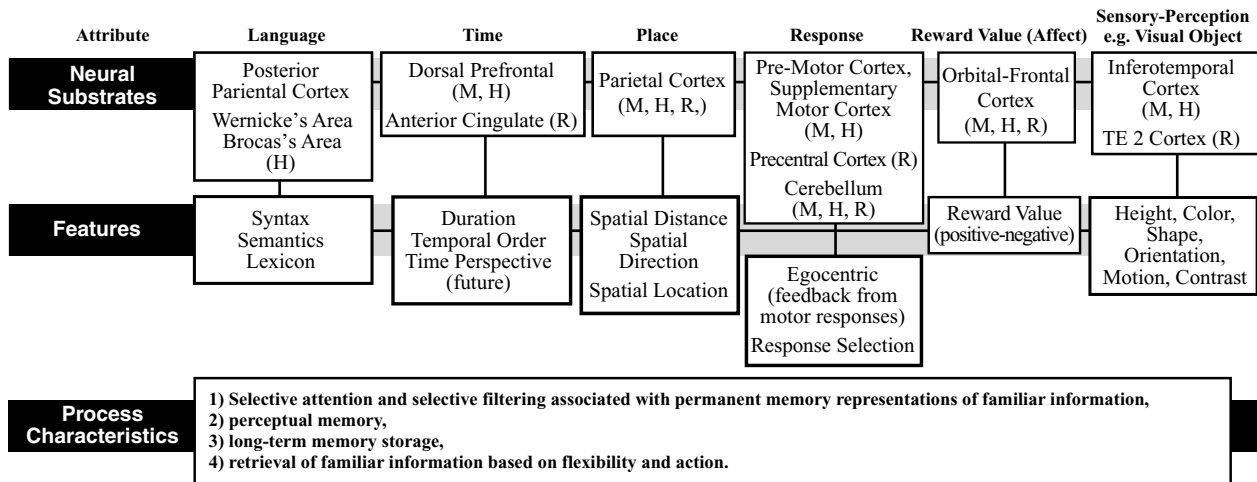 Attribute
Language
Time
Place
Response
Reward Value (Affect)
Sensory-Perception
e.g. Visual Object
Neural
Substrates
Posterior
Pariental Cortex
Wernicke's Area
Brocas's Area
(H)
Dorsal Prefrontal
(M, H)
Anterior Cingulate (R)
Parietal Cortex
(M, H, R,)
Pre-Motor Cortex,
Supplementary
Motor Cortex
(M, H)
Precentral Cortex (R)
Cerebellum
(M, H, R)
Orbital-Frontal
Cortex
(M, H, R)
Inferotemporal
Cortex
(M, H)
TE 2 Cortex (R)
Features
Syntax
Semantics
Lexicon
Duration
Temporal Order
Time Perspective
(future)
Spatial Distance
Spatial
Direction
Spatial Location
Egocentric
(feedback from
motor responses)
Response Selection
Reward Value
(positive-negative)
Height, Color,
Shape,
Orientation,
Motion, Contrast
Process
Characteristics
1) Selective attention and selective filtering associated with permanent memory representations of familiar information,
2) perceptual memory,
3) long-term memory storage,
4) retrieval of familiar information based on flexibility and action.